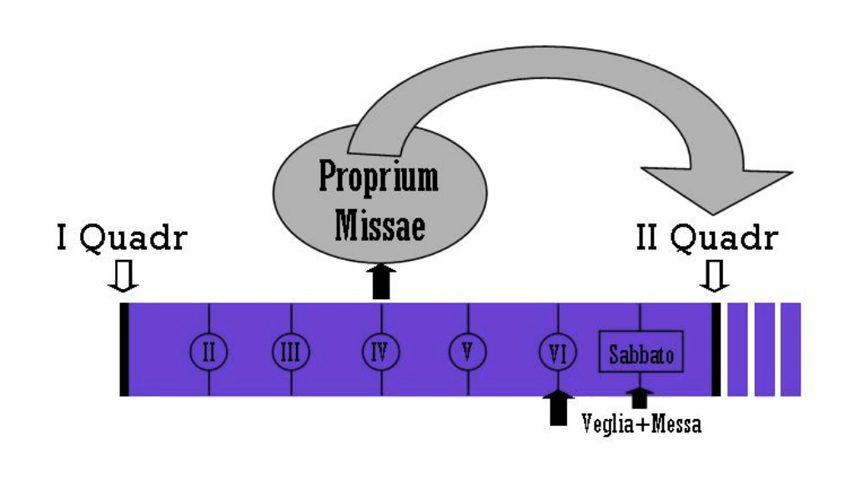 Proprium
Missae
I Quadr
II Quadr
II
III
IV
V
VI
Sabbato
Veglia+Messa